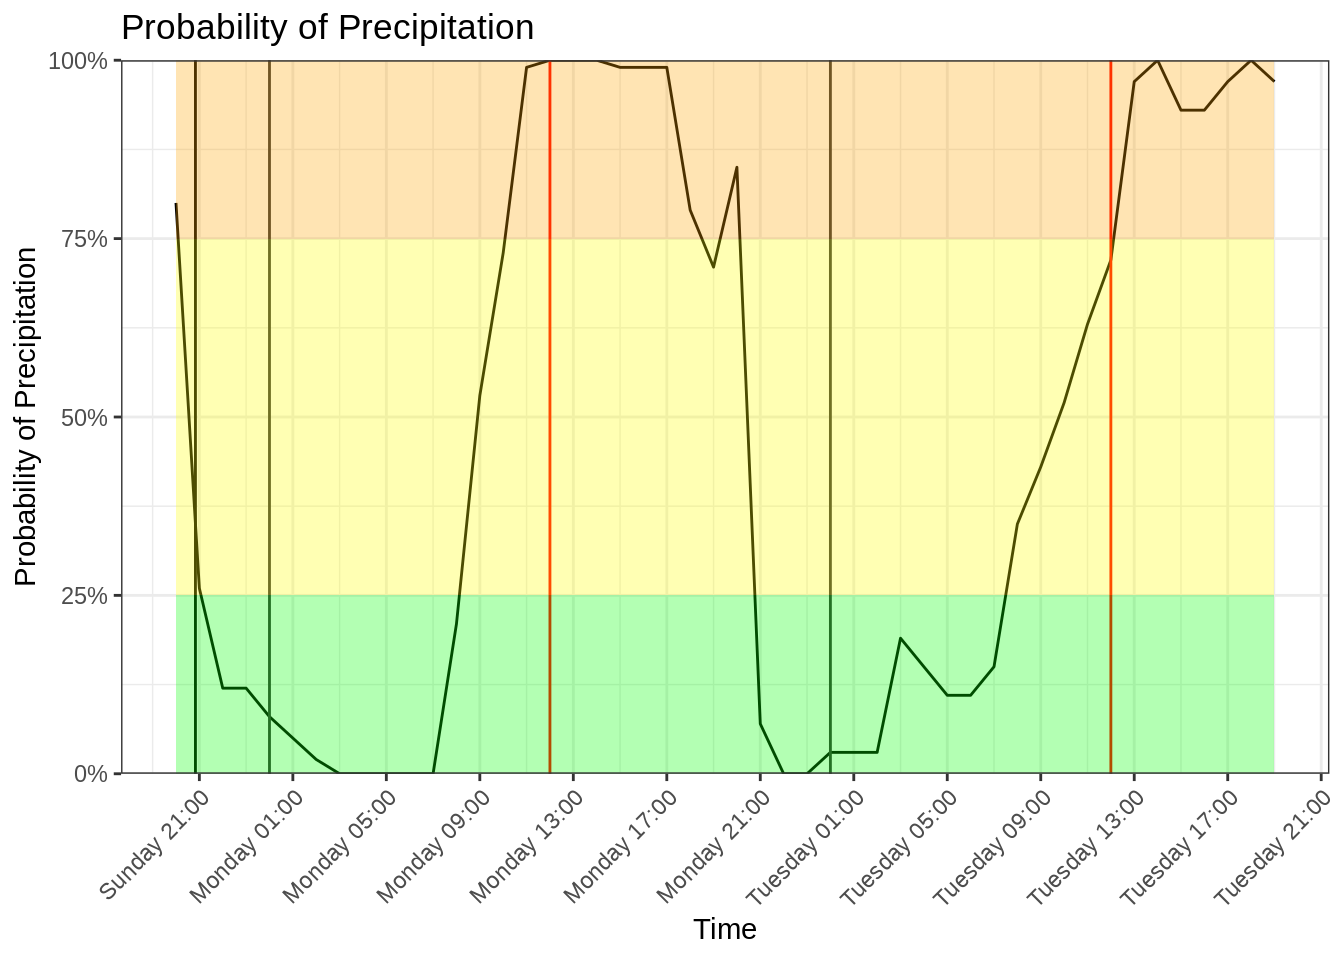 Probability of Precipitation
Probability of Precipitation
100%
75%
50%
25%
0%
Sunday 21:00
Monday 01:00
Monday 05:00
Monday 09:00
Monday 13:00
Monday 17:00
Monday 21:00
Tuesday 01:00
Tuesday 05:00
Tuesday 09:00
Tuesday 13:00
Tuesday 17:00
Tuesday 21:00
Time